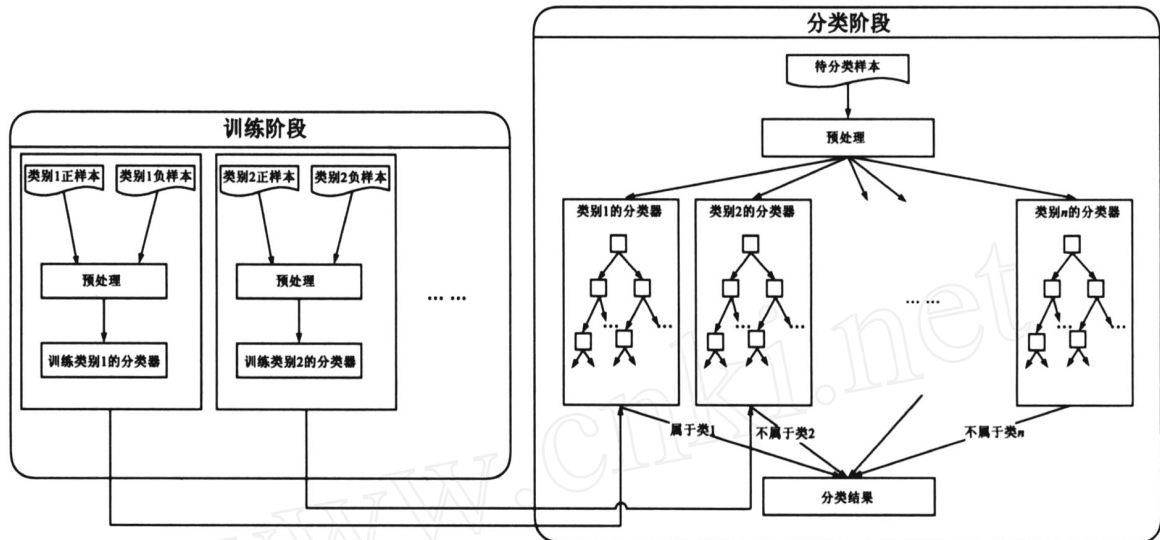 训练阶段
类别1正样本
类别1负样本
预处理
训练类别1的分类器
类别2正样本
类别2负样本
预处理
训练类别2的分类器
... ...
分类阶段
待分类样本
预处理
类别1的分类器
...
...
类别2的分类器
...
...
... ...
类别n的分类器
...
...
属于类1
不属于类2
不属于类n
分类结果
www.cnki.net